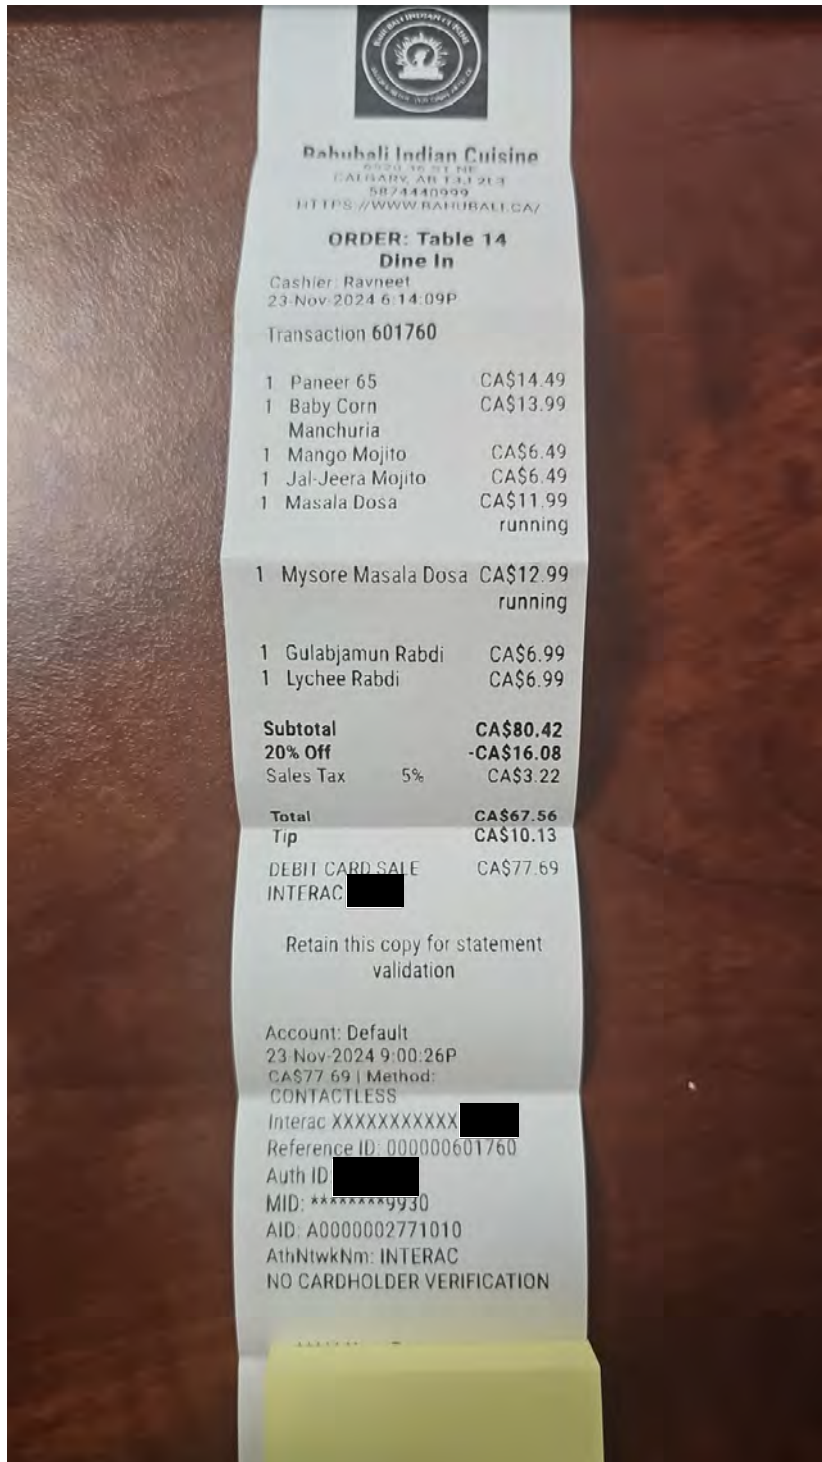 Bahubali Indian Cuisine
CALGARY, AB
5874440999
HTTPS://WWW.BAHUBALI.CA/
ORDER: Table 14
Dine In
Cashier: Ravneet
23-Nov-2024 6:14:09P
Transaction 601760
1 Paneer 65 CA$14.49
1 Baby Corn CA$13.99
Manchuria
1 Mango Mojito CA$6.49
1 Jal-Jeera Mojito CA$6.49
1 Masala Dosa CA$11.99
running
1 Mysore Masala Dosa CA$12.99
running
1 Gulabjamun Rabdi CA$6.99
1 Lychee Rabdi CA$6.99
Subtotal CA$80.42
20% Off -CA$16.08
Sales Tax 5% CA$3.22
Total CA$67.56
Tip CA$10.13
DEBIT CARD SALE CA$77.69
INTERAC
Retain this copy for statement
validation
Account: Default
23-Nov-2024 9:00:26P
CA$77.69 | Method:
CONTACTLESS
Interac XXXXXXXXXXX
Reference ID: 000000601760
Auth ID
MID: ********9930
AID: A0000002771010
AthNtwkNm: INTERAC
NO CARDHOLDER VERIFICATION